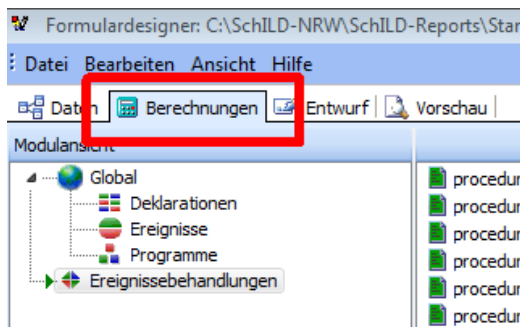 Formulardesigner: C:\SchILD-NRW\SchILD-Reports\Star
Datei Bearbeiten Ansicht Hilfe
Daten Berechnungen Entwurf Vorschau
Modulansicht
Global
Deklarationen
Ereignisse
Programme
Ereignissebehandlungen
procedur
procedur
procedur
procedur
procedur
procedur